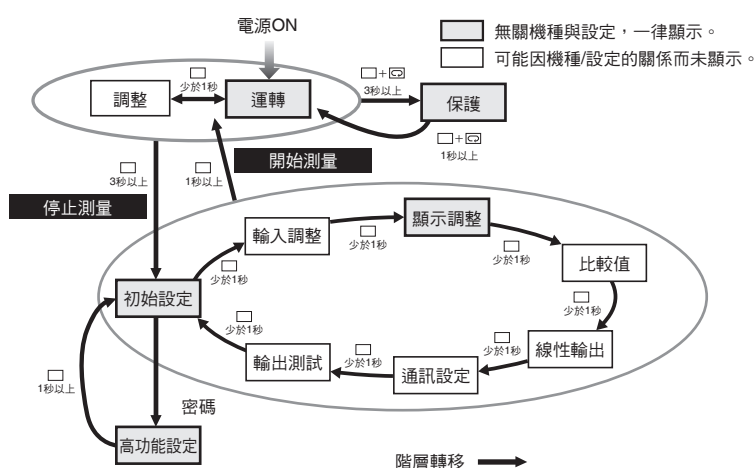 電源ON
無關機種與設定，一律顯示。
可能因機種/設定的關係而未顯示。
調整
少於1秒
運轉
3秒以上
保護
1秒以上
開始測量
3秒以上
1秒以上
停止測量
輸入調整
少於1秒
顯示調整
少於1秒
比較值
少於1秒
初始設定
少於1秒
輸出測試
少於1秒
通訊設定
少於1秒
線性輸出
少於1秒
1秒以上
密碼
高功能設定
階層轉移